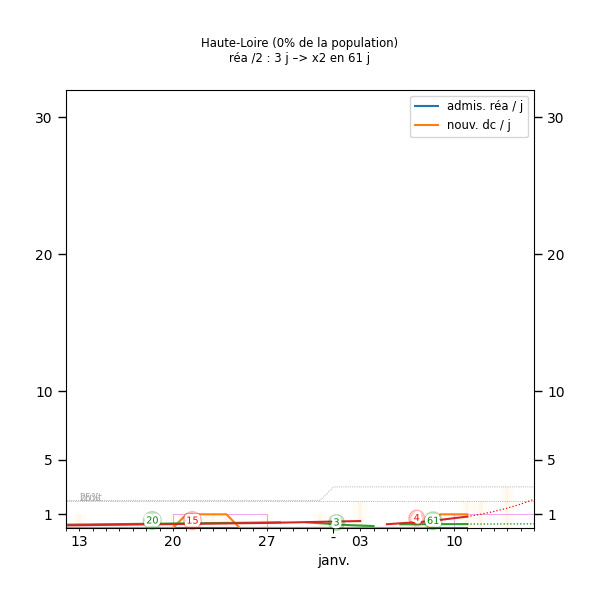 Haute-Loire (0% de la population)
réa /2 : 3 j –> x2 en 61 j
admis. réa / j
nouv. dc / j
30 30
20 20
10 10
5 5
1 1
20 15 3 4 61
13 20 27 - 03 10
janv.